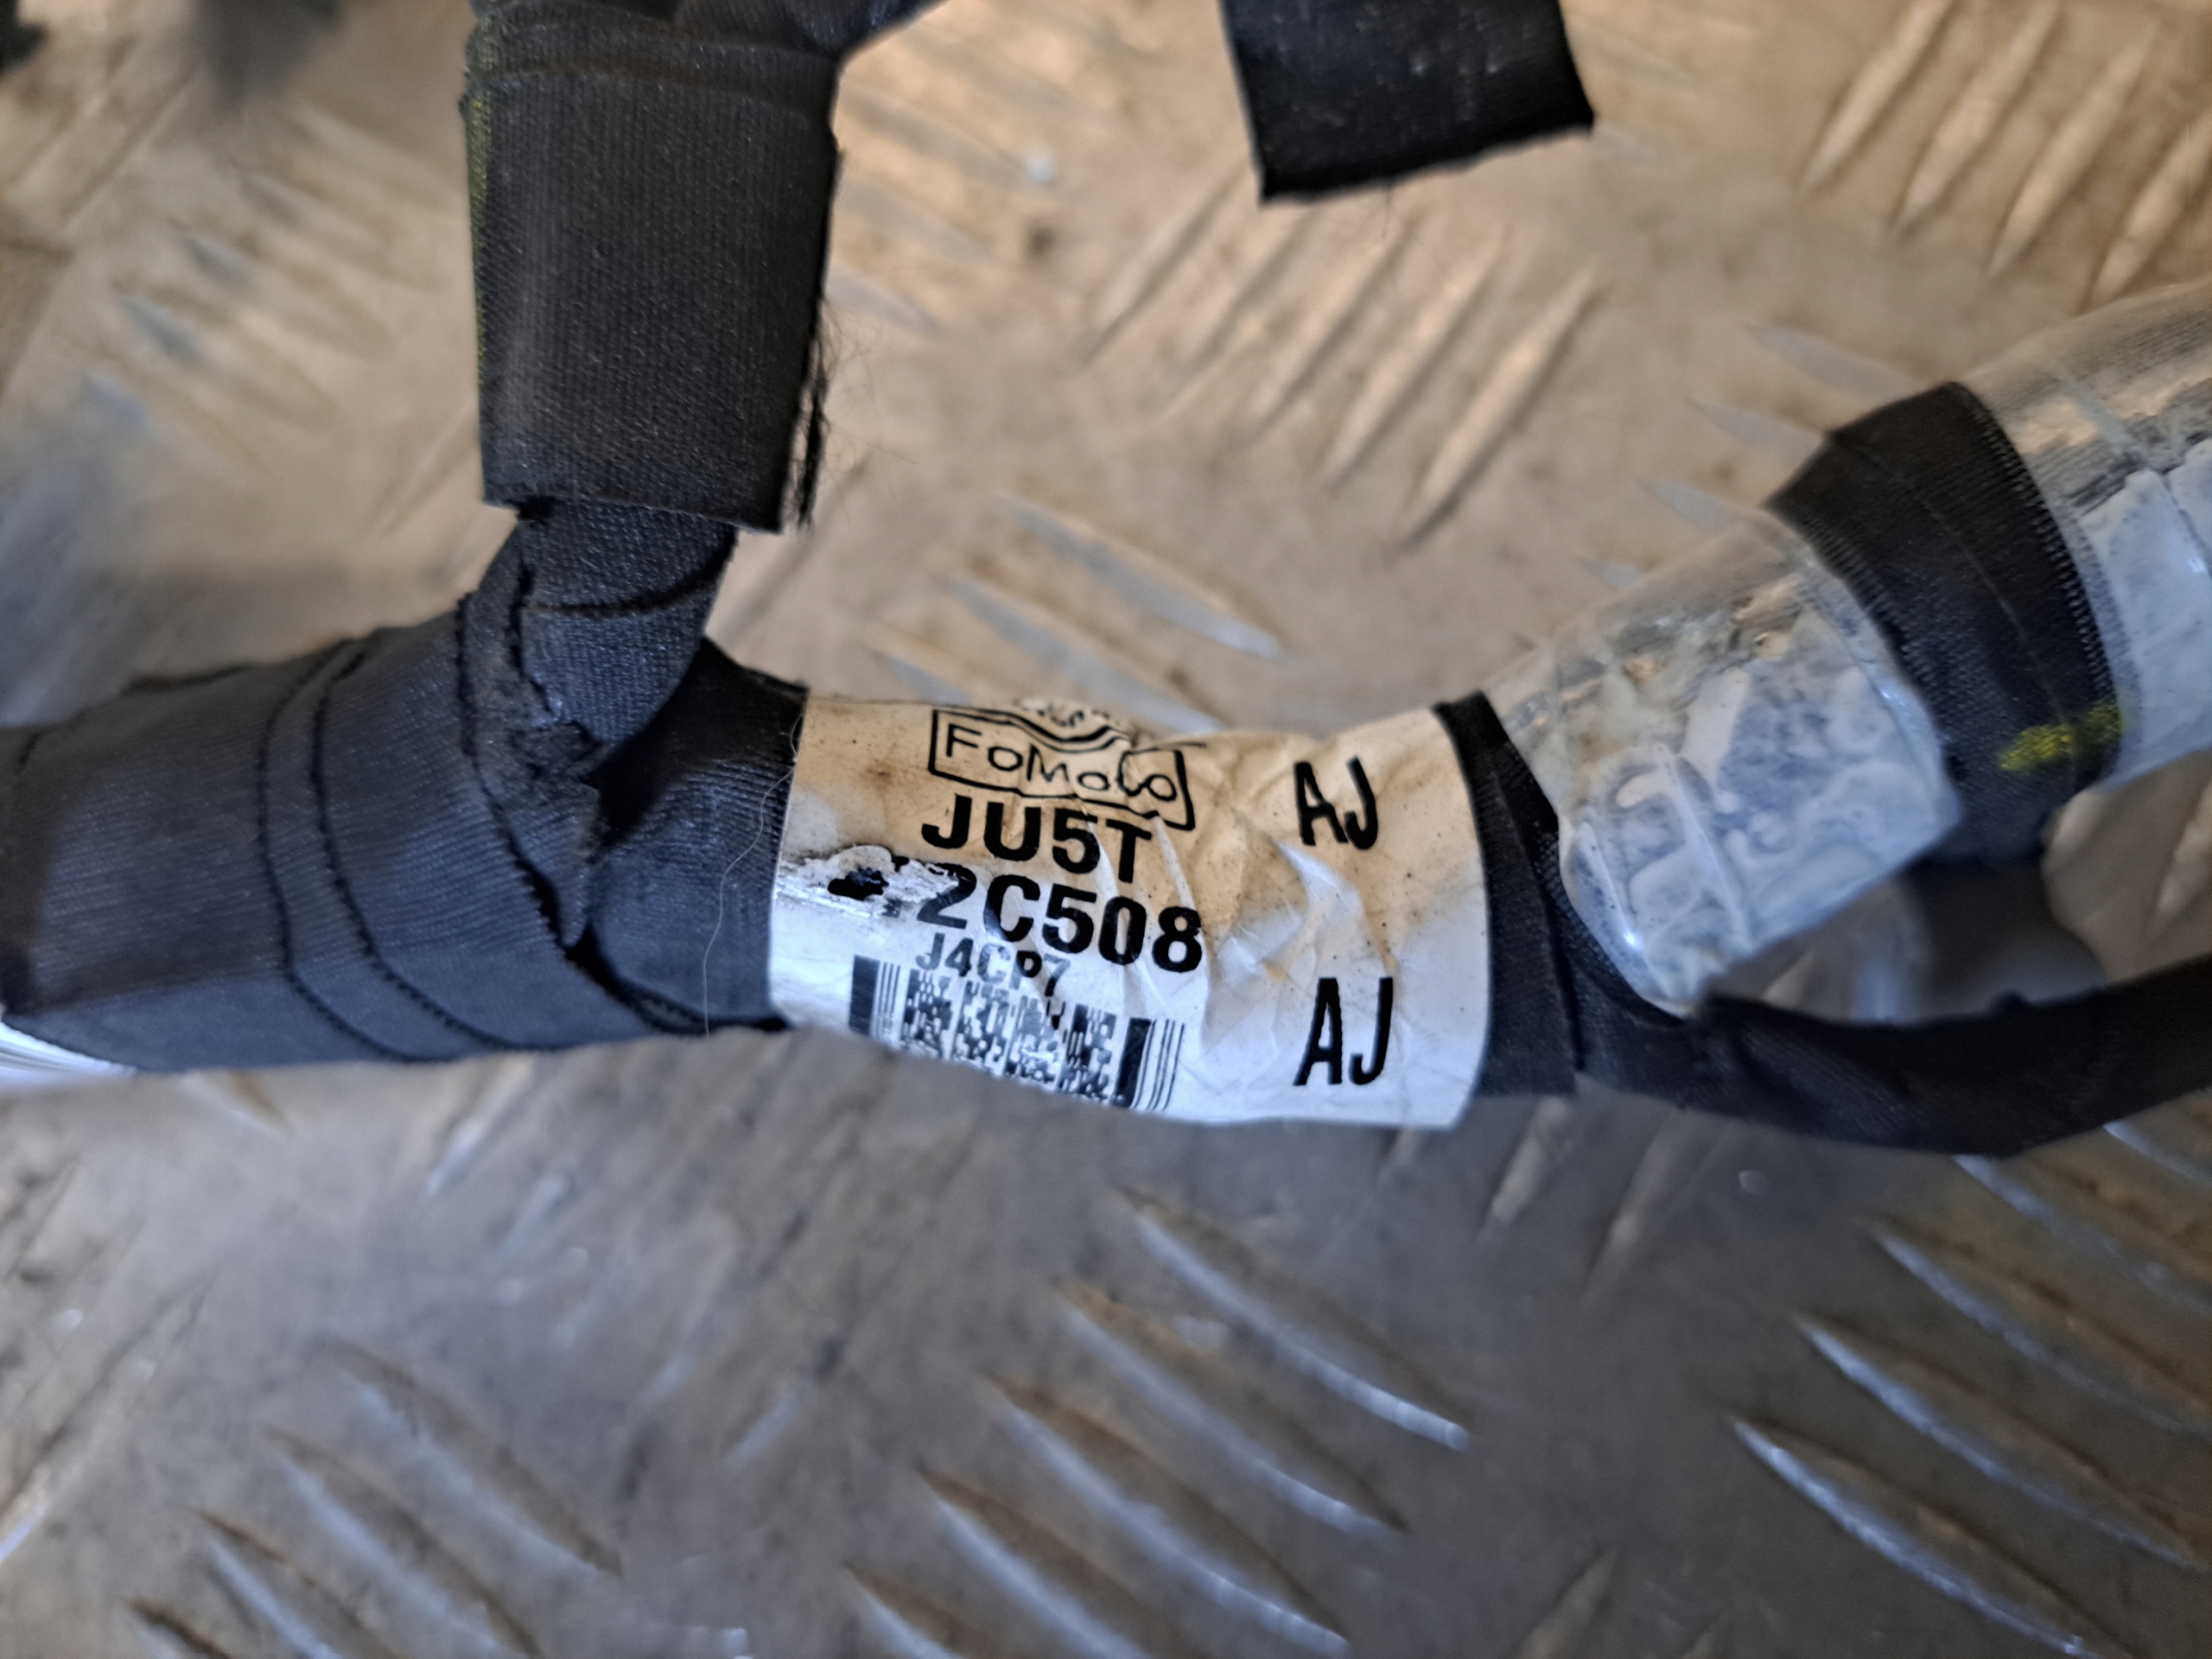 FoMoCo
JU5T
2C508
J4CP7
AJ
AJ